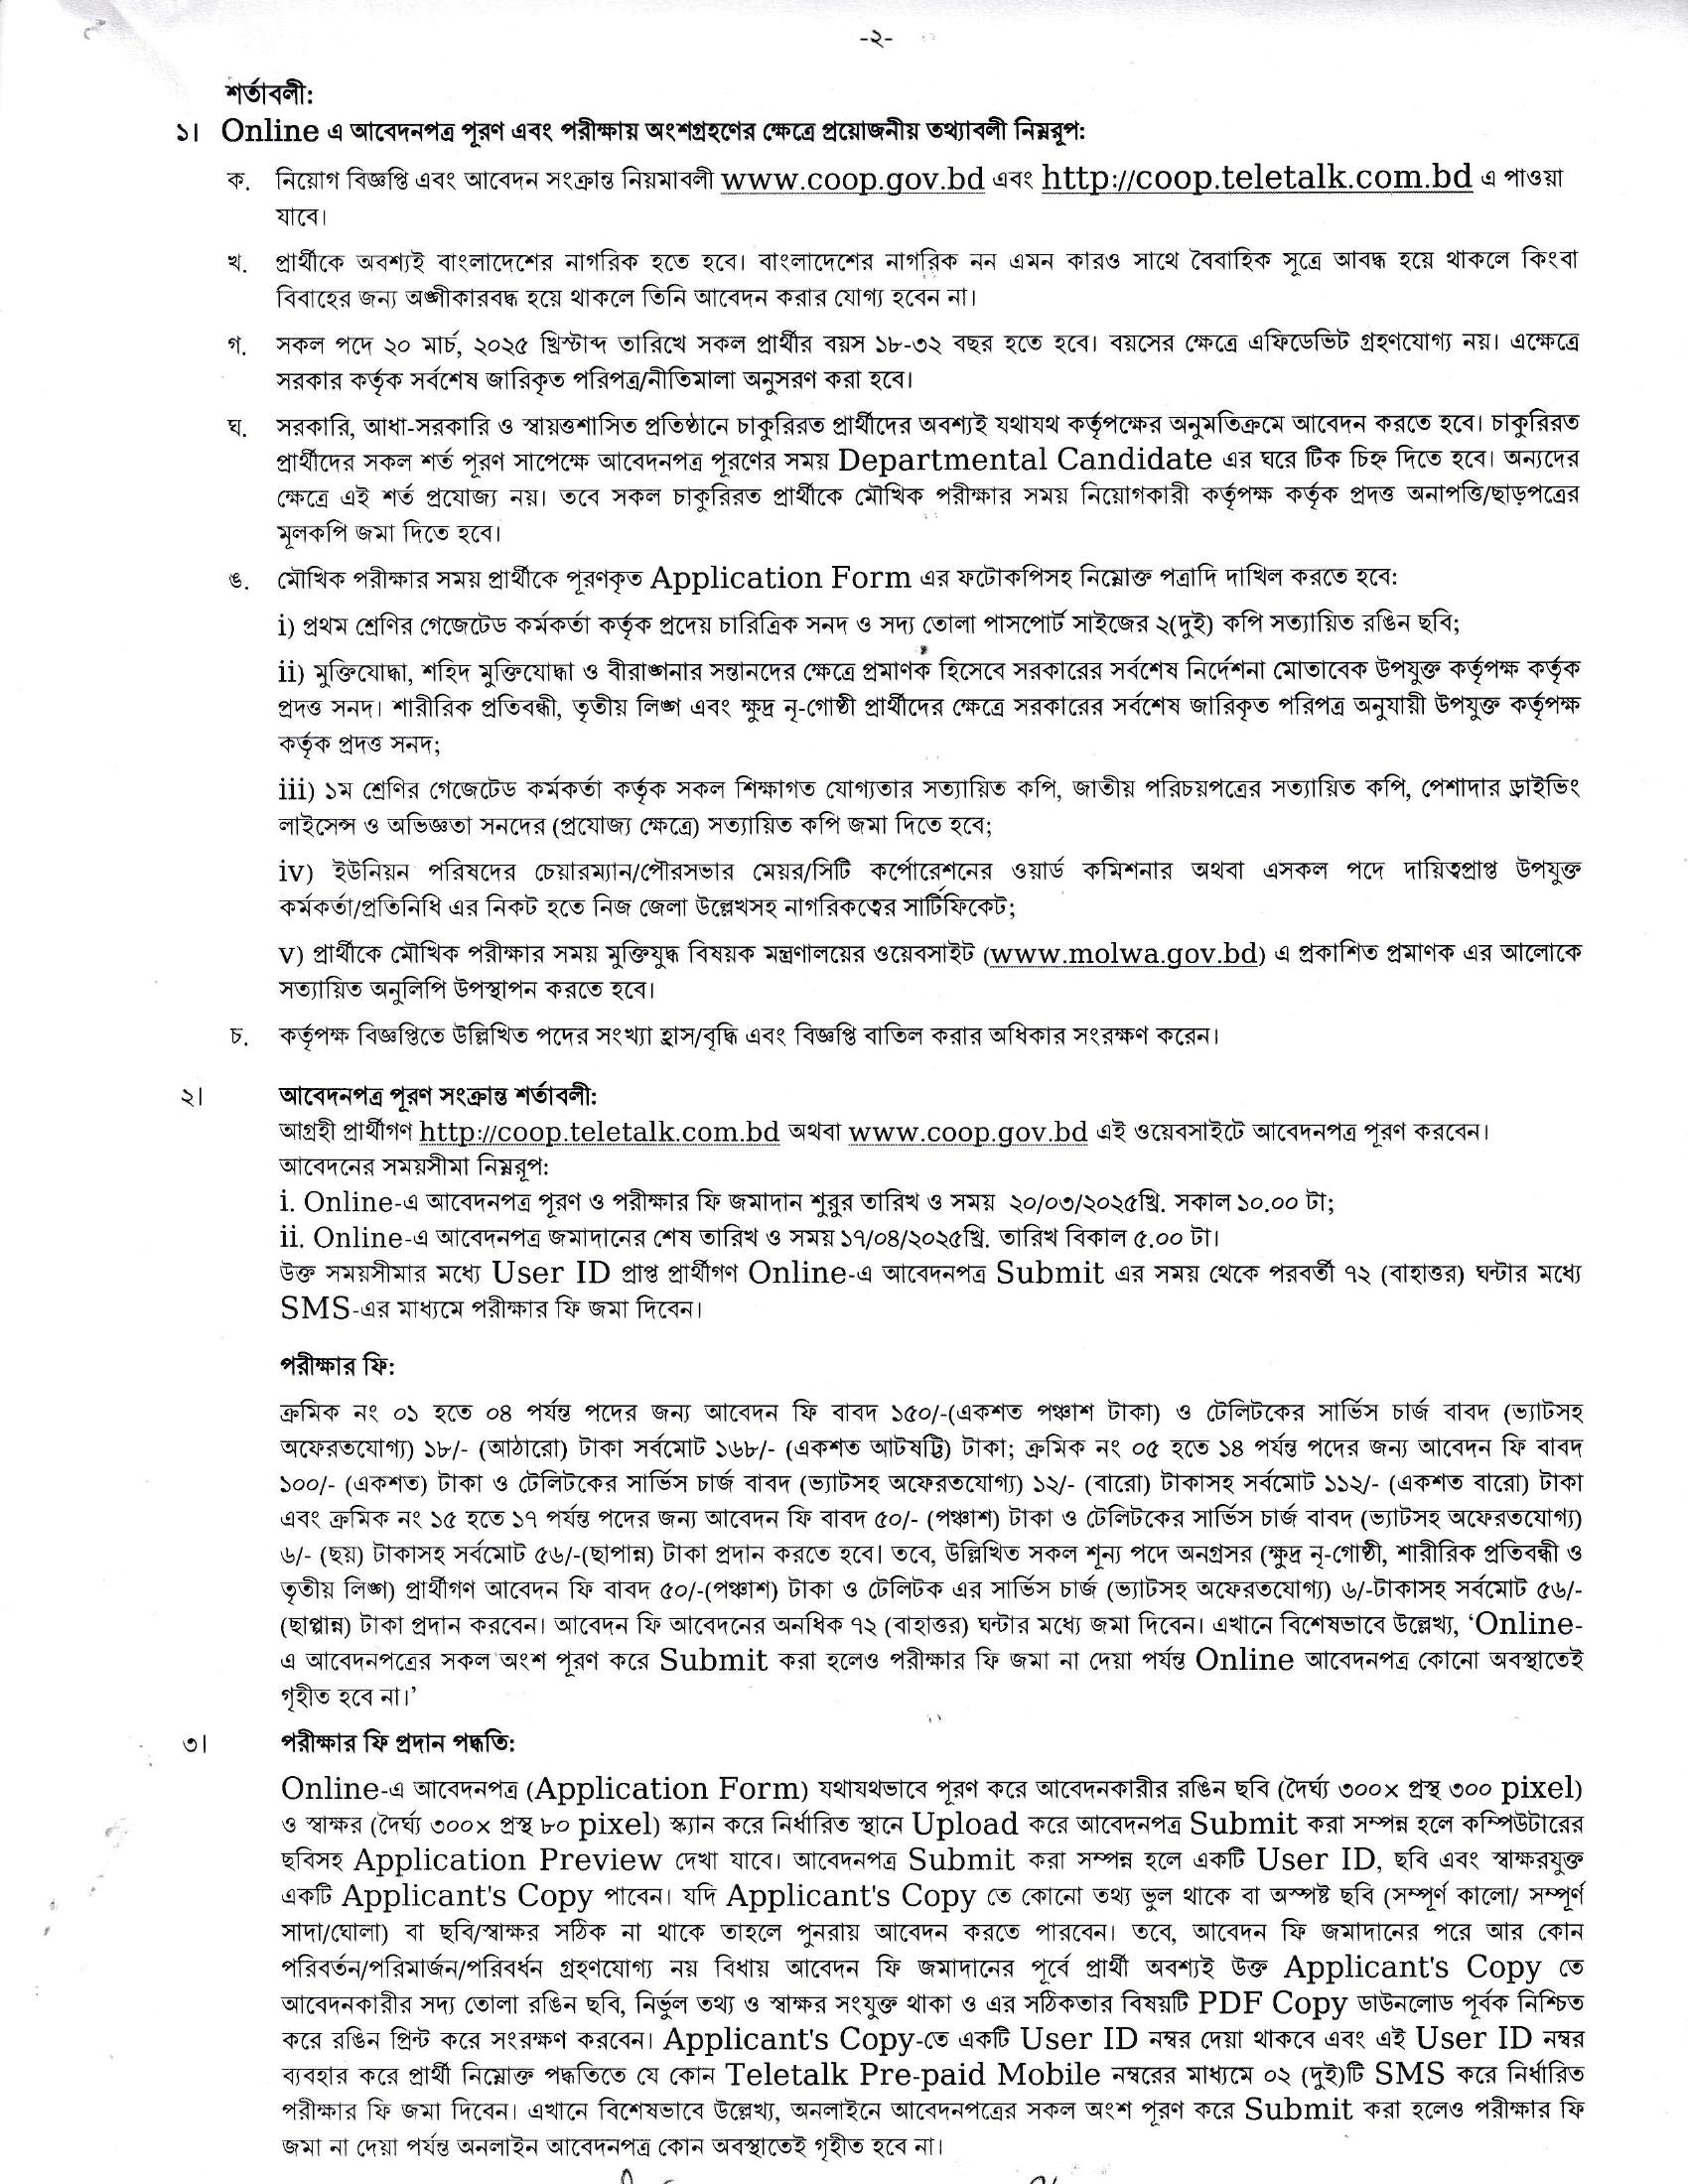 -২-
শর্তাবলী:
১। Online এ আবেদনপত্র পূরণ এবং পরীক্ষায় অংশগ্রহণের ক্ষেত্রে প্রয়োজনীয় তথ্যাবলী নিম্নরূপ:
ক. নিয়োগ বিজ্ঞপ্তি এবং আবেদন সংক্রান্ত নিয়মাবলী www.coop.gov.bd এবং http://coop.teletalk.com.bd এ পাওয়া
যাবে।
খ. প্রার্থীকে অবশ্যই বাংলাদেশের নাগরিক হতে হবে। বাংলাদেশের নাগরিক নন এমন কারও সাথে বৈবাহিক সূত্রে আবদ্ধ হয়ে থাকলে কিংবা
বিবাহের জন্য অঙ্গীকারবদ্ধ হয়ে থাকলে তিনি আবেদন করার যোগ্য হবেন না।
গ. সকল পদে ২০ মার্চ, ২০২৫ খ্রিস্টাব্দ তারিখে সকল প্রার্থীর বয়স ১৮-৩২ বছর হতে হবে। বয়সের ক্ষেত্রে এফিডেভিট গ্রহণযোগ্য নয়। এক্ষেত্রে
সরকার কর্তৃক সর্বশেষ জারিকৃত পরিপত্র/নীতিমালা অনুসরণ করা হবে।
ঘ. সরকারি, আধা-সরকারি ও স্বায়ত্তশাসিত প্রতিষ্ঠানে চাকুরিরত প্রার্থীদের অবশ্যই যথাযথ কর্তৃপক্ষের অনুমতিক্রমে আবেদন করতে হবে। চাকুরিরত
প্রার্থীদের সকল শর্ত পূরণ সাপেক্ষে আবেদনপত্র পূরণের সময় Departmental Candidate এর ঘরে টিক চিহ্ন দিতে হবে। অন্যদের
ক্ষেত্রে এই শর্ত প্রযোজ্য নয়। তবে সকল চাকুরিরত প্রার্থীকে মৌখিক পরীক্ষার সময় নিয়োগকারী কর্তৃপক্ষ কর্তৃক প্রদত্ত অনাপত্তি/ছাড়পত্রের
মূলকপি জমা দিতে হবে।
ঙ. মৌখিক পরীক্ষার সময় প্রার্থীকে পূরণকৃত Application Form এর ফটোকপিসহ নিম্নোক্ত পত্রাদি দাখিল করতে হবে:
i) প্রথম শ্রেণির গেজেটেড কর্মকর্তা কর্তৃক প্রদেয় চারিত্রিক সনদ ও সদ্য তোলা পাসপোর্ট সাইজের ২(দুই) কপি সত্যায়িত রঙিন ছবি;
ii) মুক্তিযোদ্ধা, শহিদ মুক্তিযোদ্ধা ও বীরাঙ্গনার সন্তানদের ক্ষেত্রে প্রমাণক হিসেবে সরকারের সর্বশেষ নির্দেশনা মোতাবেক উপযুক্ত কর্তৃপক্ষ কর্তৃক
প্রদত্ত সনদ। শারীরিক প্রতিবন্ধী, তৃতীয় লিঙ্গ এবং ক্ষুদ্র নৃ-গোষ্ঠী প্রার্থীদের ক্ষেত্রে সরকারের সর্বশেষ জারিকৃত পরিপত্র অনুযায়ী উপযুক্ত কর্তৃপক্ষ
কর্তৃক প্রদত্ত সনদ;
iii) ১ম শ্রেণির গেজেটেড কর্মকর্তা কর্তৃক সকল শিক্ষাগত যোগ্যতার সত্যায়িত কপি, জাতীয় পরিচয়পত্রের সত্যায়িত কপি, পেশাদার ড্রাইভিং
লাইসেন্স ও অভিজ্ঞতা সনদের (প্রযোজ্য ক্ষেত্রে) সত্যায়িত কপি জমা দিতে হবে;
iv) ইউনিয়ন পরিষদের চেয়ারম্যান/পৌরসভার মেয়র/সিটি কর্পোরেশনের ওয়ার্ড কমিশনার অথবা এসকল পদে দায়িত্বপ্রাপ্ত উপযুক্ত
কর্মকর্তা/প্রতিনিধি এর নিকট হতে নিজ জেলা উল্লেখসহ নাগরিকত্বের সার্টিফিকেট;
v) প্রার্থীকে মৌখিক পরীক্ষার সময় মুক্তিযুদ্ধ বিষয়ক মন্ত্রণালয়ের ওয়েবসাইট (www.molwa.gov.bd) এ প্রকাশিত প্রমাণক এর আলোকে
সত্যায়িত অনুলিপি উপস্থাপন করতে হবে।
চ. কর্তৃপক্ষ বিজ্ঞপ্তিতে উল্লিখিত পদের সংখ্যা হ্রাস/বৃদ্ধি এবং বিজ্ঞপ্তি বাতিল করার অধিকার সংরক্ষণ করেন।
২। আবেদনপত্র পূরণ সংক্রান্ত শর্তাবলী:
আগ্রহী প্রার্থীগণ http://coop.teletalk.com.bd অথবা www.coop.gov.bd এই ওয়েবসাইটে আবেদনপত্র পূরণ করবেন।
আবেদনের সময়সীমা নিম্নরূপ:
i. Online-এ আবেদনপত্র পূরণ ও পরীক্ষার ফি জমাদান শুরুর তারিখ ও সময় ২০/০৩/২০২৫খ্রি. সকাল ১০.০০ টা;
ii. Online-এ আবেদনপত্র জমাদানের শেষ তারিখ ও সময় ১৭/০৪/২০২৫খ্রি. তারিখ বিকাল ৫.০০ টা।
উক্ত সময়সীমার মধ্যে User ID প্রাপ্ত প্রার্থীগণ Online-এ আবেদনপত্র Submit এর সময় থেকে পরবর্তী ৭২ (বাহাত্তর) ঘন্টার মধ্যে
SMS-এর মাধ্যমে পরীক্ষার ফি জমা দিবেন।
পরীক্ষার ফি:
ক্রমিক নং ০১ হতে ০৪ পর্যন্ত পদের জন্য আবেদন ফি বাবদ ১৫০/-(একশত পঞ্চাশ টাকা) ও টেলিটকের সার্ভিস চার্জ বাবদ (ভ্যাটসহ
অফেরতযোগ্য) ১৮/- (আঠারো) টাকা সর্বমোট ১৬৮/- (একশত আটষট্টি) টাকা; ক্রমিক নং ০৫ হতে ১৪ পর্যন্ত পদের জন্য আবেদন ফি বাবদ
১০০/- (একশত) টাকা ও টেলিটকের সার্ভিস চার্জ বাবদ (ভ্যাটসহ অফেরতযোগ্য) ১২/- (বারো) টাকাসহ সর্বমোট ১১২/- (একশত বারো) টাকা
এবং ক্রমিক নং ১৫ হতে ১৭ পর্যন্ত পদের জন্য আবেদন ফি বাবদ ৫০/- (পঞ্চাশ) টাকা ও টেলিটকের সার্ভিস চার্জ বাবদ (ভ্যাটসহ অফেরতযোগ্য)
৬/- (ছয়) টাকাসহ সর্বমোট ৫৬/-(ছাপান্ন) টাকা প্রদান করতে হবে। তবে, উল্লিখিত সকল শূন্য পদে অনগ্রসর (ক্ষুদ্র নৃ-গোষ্ঠী, শারীরিক প্রতিবন্ধী ও
তৃতীয় লিঙ্গ) প্রার্থীগণ আবেদন ফি বাবদ ৫০/-(পঞ্চাশ) টাকা ও টেলিটক এর সার্ভিস চার্জ (ভ্যাটসহ অফেরতযোগ্য) ৬/-টাকাসহ সর্বমোট ৫৬/-
(ছাপ্পান্ন) টাকা প্রদান করবেন। আবেদন ফি আবেদনের অনধিক ৭২ (বাহাত্তর) ঘন্টার মধ্যে জমা দিবেন। এখানে বিশেষভাবে উল্লেখ্য, ‘Online-
এ আবেদনপত্রের সকল অংশ পূরণ করে Submit করা হলেও পরীক্ষার ফি জমা না দেয়া পর্যন্ত Online আবেদনপত্র কোনো অবস্থাতেই
গৃহীত হবে না।’
৩। পরীক্ষার ফি প্রদান পদ্ধতি:
Online-এ আবেদনপত্র (Application Form) যথাযথভাবে পূরণ করে আবেদনকারীর রঙিন ছবি (দৈর্ঘ্য ৩০০× প্রস্থ ৩০০ pixel)
ও স্বাক্ষর (দৈর্ঘ্য ৩০০× প্রস্থ ৮০ pixel) স্ক্যান করে নির্ধারিত স্থানে Upload করে আবেদনপত্র Submit করা সম্পন্ন হলে কম্পিউটারের
ছবিসহ Application Preview দেখা যাবে। আবেদনপত্র Submit করা সম্পন্ন হলে একটি User ID, ছবি এবং স্বাক্ষরযুক্ত
একটি Applicant's Copy পাবেন। যদি Applicant's Copy তে কোনো তথ্য ভুল থাকে বা অস্পষ্ট ছবি (সম্পূর্ণ কালো/ সম্পূর্ণ
সাদা/ঘোলা) বা ছবি/স্বাক্ষর সঠিক না থাকে তাহলে পুনরায় আবেদন করতে পারবেন। তবে, আবেদন ফি জমাদানের পরে আর কোন
পরিবর্তন/পরিমার্জন/পরিবর্ধন গ্রহণযোগ্য নয় বিধায় আবেদন ফি জমাদানের পূর্বে প্রার্থী অবশ্যই উক্ত Applicant's Copy তে
আবেদনকারীর সদ্য তোলা রঙিন ছবি, নির্ভুল তথ্য ও স্বাক্ষর সংযুক্ত থাকা ও এর সঠিকতার বিষয়টি PDF Copy ডাউনলোড পূর্বক নিশ্চিত
করে রঙিন প্রিন্ট করে সংরক্ষণ করবেন। Applicant's Copy-তে একটি User ID নম্বর দেয়া থাকবে এবং এই User ID নম্বর
ব্যবহার করে প্রার্থী নিম্নোক্ত পদ্ধতিতে যে কোন Teletalk Pre-paid Mobile নম্বরের মাধ্যমে ০২ (দুই)টি SMS করে নির্ধারিত
পরীক্ষার ফি জমা দিবেন। এখানে বিশেষভাবে উল্লেখ্য, অনলাইনে আবেদনপত্রের সকল অংশ পূরণ করে Submit করা হলেও পরীক্ষার ফি
জমা না দেয়া পর্যন্ত অনলাইন আবেদনপত্র কোন অবস্থাতেই গৃহীত হবে না।